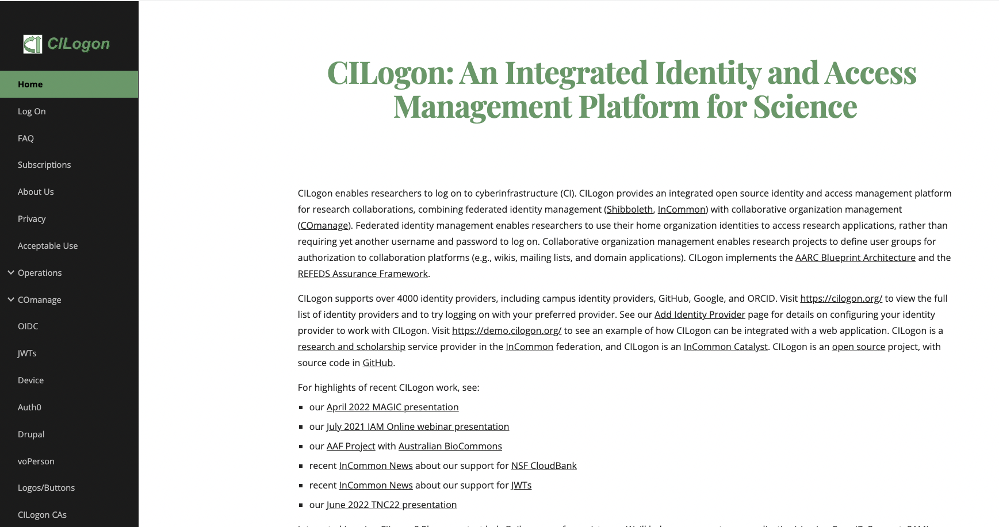 CILogon
Home
Log On
FAQ
Subscriptions
About Us
Privacy
Acceptable Use
Operations
COmanage
OIDC
JWTs
Device
Auth0
Drupal
voPerson
Logos/Buttons
CILogon CAs
CILogon: An Integrated Identity and Access
Management Platform for Science
CILogon enables researchers to log on to cyberinfrastructure (CI). CILogon provides an integrated open source identity and access management platform
for research collaborations, combining federated identity management (Shibboleth, InCommon) with collaborative organization management
(COmanage). Federated identity management enables researchers to use their home organization identities to access research applications, rather than
requiring yet another username and password to log on. Collaborative organization management enables research projects to define user groups for
authorization to collaboration platforms (e.g., wikis, mailing lists, and domain applications). CILogon implements the AARC Blueprint Architecture and the
REFEDS Assurance Framework.
CILogon supports over 4000 identity providers, including campus identity providers, GitHub, Google, and ORCID. Visit https://cilogon.org/ to view the full
list of identity providers and to try logging on with your preferred provider. See our Add Identity Provider page for details on configuring your identity
provider to work with CILogon. Visit https://demo.cilogon.org/ to see an example of how CILogon can be integrated with a web application. CILogon is a
research and scholarship service provider in the InCommon federation, and CILogon is an InCommon Catalyst. CILogon is an open source project, with
source code in GitHub.
For highlights of recent CILogon work, see:
our April 2022 MAGIC presentation
our July 2021 IAM Online webinar presentation
our AAF Project with Australian BioCommons
recent InCommon News about our support for NSF CloudBank
recent InCommon News about our support for JWTs
our June 2022 TNC22 presentation